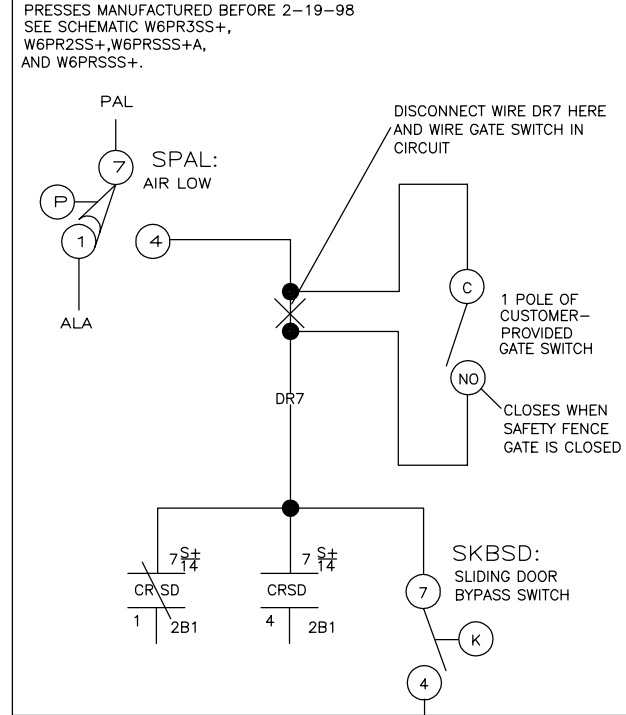 PRESSES MANUFACTURED BEFORE 2-19-98
SEE SCHEMATIC W6PR3SS+,
W6PR2SS+,W6PRSSS+A,
AND W6PRSSS+.
PAL
DISCONNECT WIRE DR7 HERE
AND WIRE GATE SWITCH IN
CIRCUIT
7
SPAL:
AIR LOW
P
1
4
ALA
C
1 POLE OF
CUSTOMER-
PROVIDED
GATE SWITCH
NO
DR7
CLOSES WHEN
SAFETY FENCE
GATE IS CLOSED
7 S+
14
7 S+
14
SKBSD:
SLIDING DOOR
BYPASS SWITCH
CRSD
CRSD
7
1
2B1
4
2B1
K
4